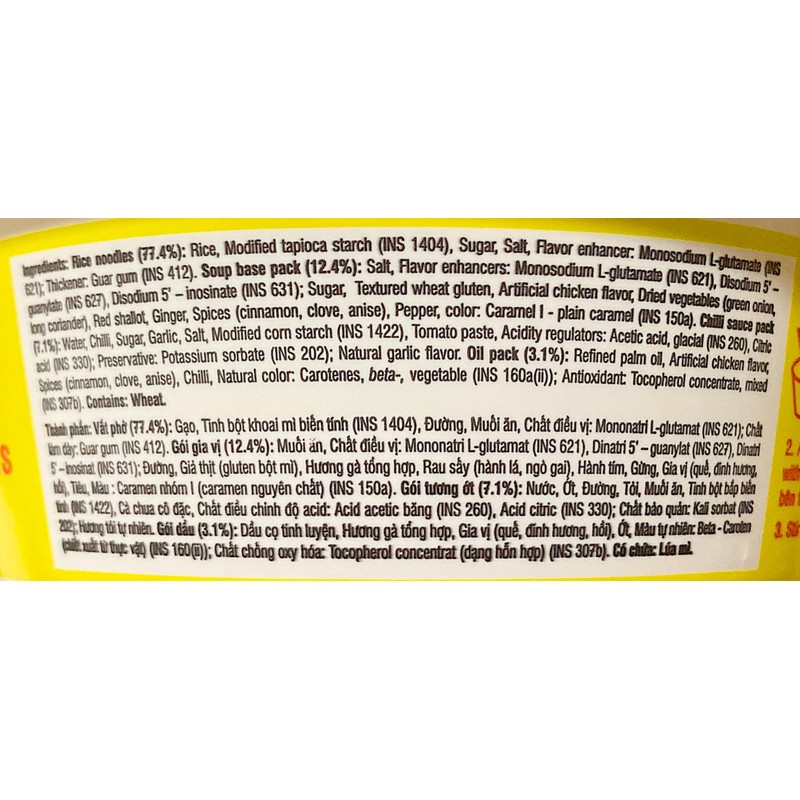 Ingredients: Rice noodles (77.4%): Rice, Modified tapioca starch (INS 1404), Sugar, Salt, Flavor enhancer: Monosodium L-glutamate (INS
621); Thickener: Guar gum (INS 412). Soup base pack (12.4%): Salt, Flavor enhancers: Monosodium L-glutamate (INS 621), Disodium 5' –
guanylate (INS 627), Disodium 5' – inosinate (INS 631); Sugar, Textured wheat gluten, Artificial chicken flavor, Dried vegetables (green onion,
long coriander), Red shallot, Ginger, Spices (cinnamon, clove, anise), Pepper, color: Caramel I - plain caramel (INS 150a). Chilli sauce pack
(7.1%): Water, Chilli, Sugar, Garlic, Salt, Modified corn starch (INS 1422), Tomato paste, Acidity regulators: Acetic acid, glacial (INS 260), Citric
acid (INS 330); Preservative: Potassium sorbate (INS 202); Natural garlic flavor. Oil pack (3.1%): Refined palm oil, Artificial chicken flavor,
Spices (cinnamon, clove, anise), Chilli, Natural color: Carotenes, beta-, vegetable (INS 160a(ii)); Antioxidant: Tocopherol concentrate, mixed
(INS 307b). Contains: Wheat.
Thành phần: Vắt phở (77.4%): Gạo, Tinh bột khoai mì biến tính (INS 1404), Đường, Muối ăn, Chất điều vị: Mononatri L-glutamat (INS 621); Chất
làm dày: Guar gum (INS 412). Gói gia vị (12.4%): Muối ăn, Chất điều vị: Mononatri L-glutamat (INS 621), Dinatri 5' – guanylat (INS 627), Dinatri
5' – inosinat (INS 631); Đường, Giả thịt (gluten bột mì), Hương gà tổng hợp, Rau sấy (hành lá, ngò gai), Hành tím, Gừng, Gia vị (quế, đinh hương,
hồi), Tiêu, Màu : Caramen nhóm I (caramen nguyên chất) (INS 150a). Gói tương ớt (7.1%): Nước, Ớt, Đường, Tỏi, Muối ăn, Tinh bột bắp biến
tính (INS 1422), Cà chua cô đặc, Chất điều chỉnh độ acid: Acid acetic băng (INS 260), Acid citric (INS 330); Chất bảo quản: Kali sorbat (INS
202); Hương tỏi tự nhiên. Gói dầu (3.1%): Dầu cọ tinh luyện, Hương gà tổng hợp, Gia vị (quế, đinh hương, hồi), Ớt, Màu tự nhiên: Beta - Caroten
(chiết xuất từ thực vật) (INS 160(ii)); Chất chống oxy hóa: Tocopherol concentrat (dạng hỗn hợp) (INS 307b). Có chứa: Lúa mì.
S
2.
with
bên
3. Stir